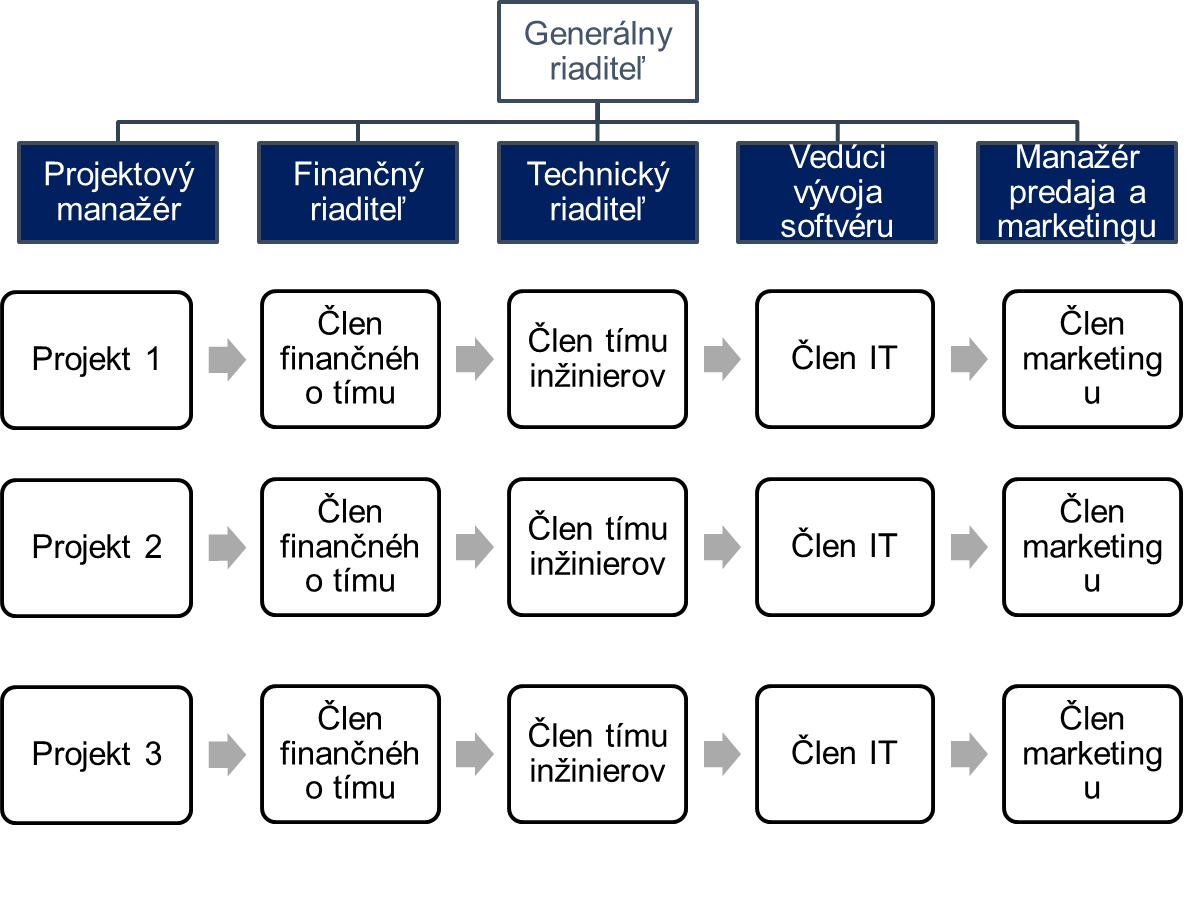 Generálny
riaditeľ
Projektový
manažér
Finančný
riaditeľ
Technický
riaditeľ
Vedúci
vývoja
softvéru
Manažér
predaja a
marketingu
Projekt 1
Člen
finančnéh
o tímu
Člen tímu
inžinierov
Člen IT
Člen
marketing
u
Projekt 2
Člen
finančnéh
o tímu
Člen tímu
inžinierov
Člen IT
Člen
marketing
u
Projekt 3
Člen
finančnéh
o tímu
Člen tímu
inžinierov
Člen IT
Člen
marketing
u